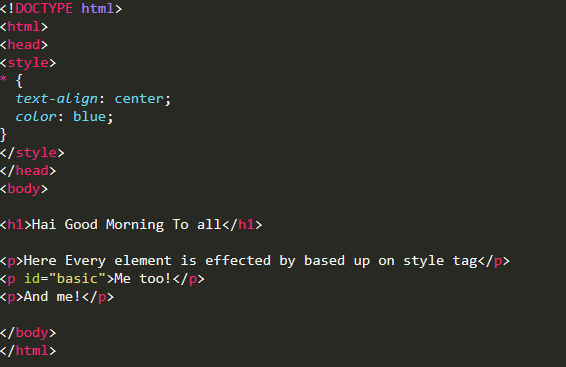 <!DOCTYPE html>
<html>
<head>
<style>
* {
  text-align: center;
  color: blue;
}
</style>
</head>
<body>

<h1>Hai Good Morning To all</h1>

<p>Here Every element is effected by based up on style tag</p>
<p id="basic">Me too!</p>
<p>And me!</p>

</body>
</html>